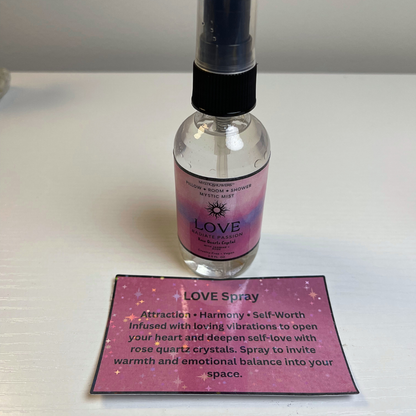 PILLOW • ROOM • SHOWER
MYSTIC MIST
LOVE
LOVE Spray
Attraction • Harmony • Self-Worth
Infused with loving vibrations to open
your heart and deepen self-love with
rose quartz crystals. Spray to invite
warmth and emotional balance into your
space.